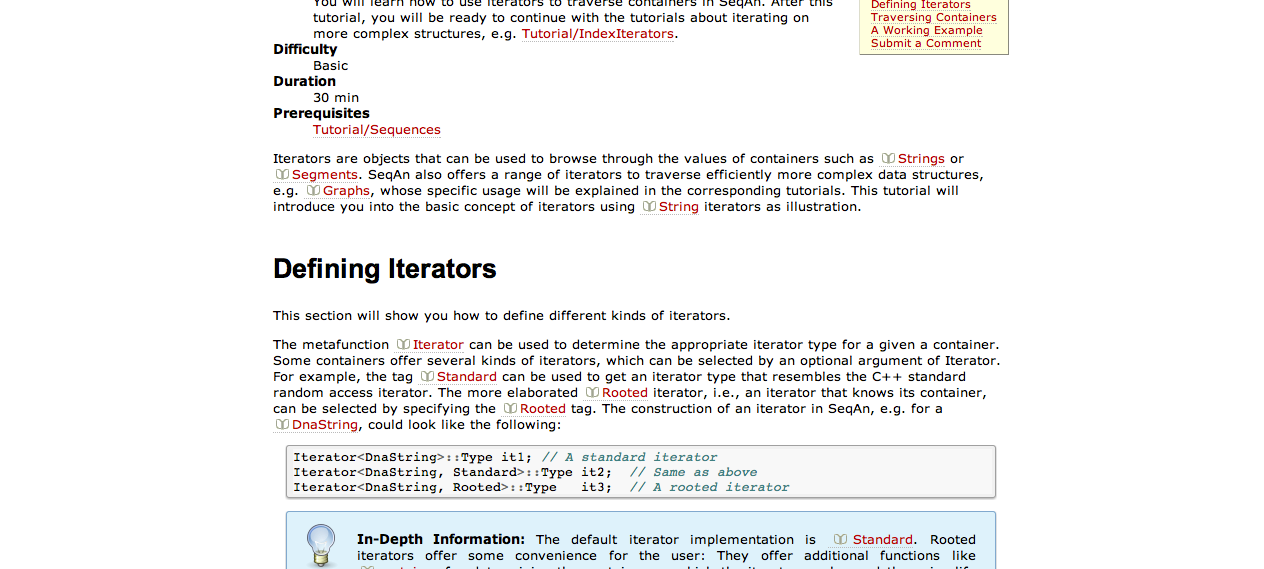 You will learn how to use iterators to traverse containers in SeqAn. After this
tutorial, you will be ready to continue with the tutorials about iterating on
more complex structures, e.g. Tutorial/IndexIterators.
Defining Iterators
Traversing Containers
A Working Example
Submit a Comment
Difficulty
Basic
Duration
30 min
Prerequisites
Tutorial/Sequences
Iterators are objects that can be used to browse through the values of containers such as Strings or
Segments. SeqAn also offers a range of iterators to traverse efficiently more complex data structures,
e.g. Graphs, whose specific usage will be explained in the corresponding tutorials. This tutorial will
introduce you into the basic concept of iterators using String iterators as illustration.
Defining Iterators
This section will show you how to define different kinds of iterators.
The metafunction Iterator can be used to determine the appropriate iterator type for a given a container.
Some containers offer several kinds of iterators, which can be selected by an optional argument of Iterator.
For example, the tag Standard can be used to get an iterator type that resembles the C++ standard
random access iterator. The more elaborated Rooted iterator, i.e., an iterator that knows its container,
can be selected by specifying the Rooted tag. The construction of an iterator in SeqAn, e.g. for a
DnaString, could look like the following:
Iterator<DnaString>::Type it1; // A standard iterator
Iterator<DnaString, Standard>::Type it2;  // Same as above
Iterator<DnaString, Rooted>::Type   it3;  // A rooted iterator
In-Depth Information: The default iterator implementation is Standard. Rooted
iterators offer some convenience for the user: They offer additional functions like